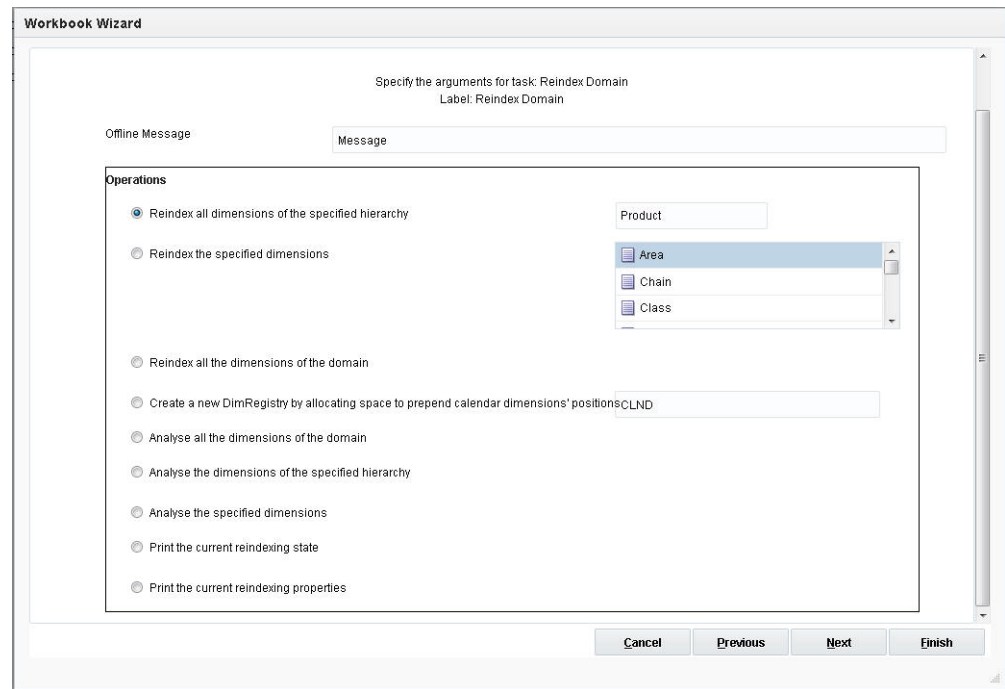 Workbook Wizard
Specify the arguments for task: Reindex Domain
Label: Reindex Domain
Offline Message
Message
Operations
Reindex all dimensions of the specified hierarchy
Product
Reindex the specified dimensions
Area
Chain
Class
Reindex all the dimensions of the domain
Create a new DimRegistry by allocating space to prepend calendar dimensions' positions
CLND
Analyse all the dimensions of the domain
Analyse the dimensions of the specified hierarchy
Analyse the specified dimensions
Print the current reindexing state
Print the current reindexing properties
Cancel
Previous
Next
Finish